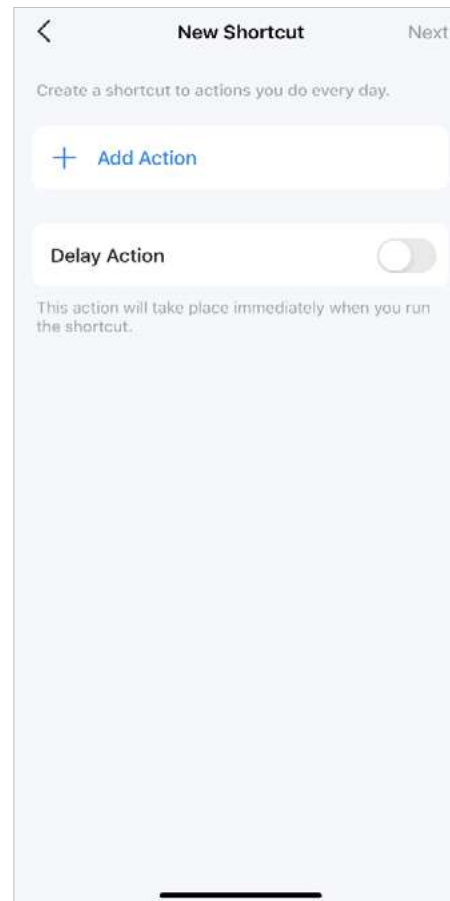 New Shortcut
Next
Create a shortcut to actions you do every day.
Add Action
Delay Action
This action will take place immediately when you run
the shortcut.